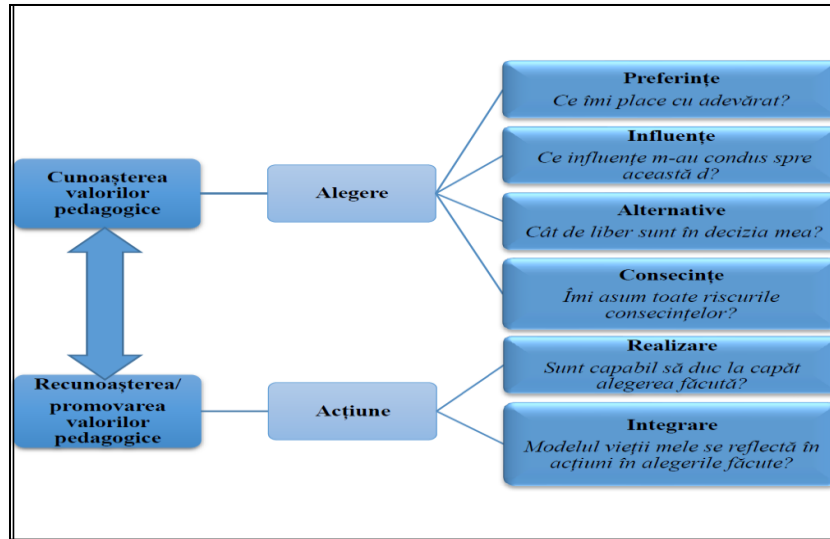 Cunoașterea
valorilor
pedagogice
Alegere
Preferințe
Ce îmi place cu adevărat?
Influențe
Ce influențe m-au condus spre
această d?
Alternative
Cât de liber sunt în decizia mea?
Consecințe
Îmi asum toate riscurile
consecințelor?
Recunoașterea/
promovarea
valorilor
pedagogice
Acțiune
Realizare
Sunt capabil să duc la capăt
alegerea făcută?
Integrare
Modelul vieții mele se reflectă în
acțiuni în alegerile făcute?